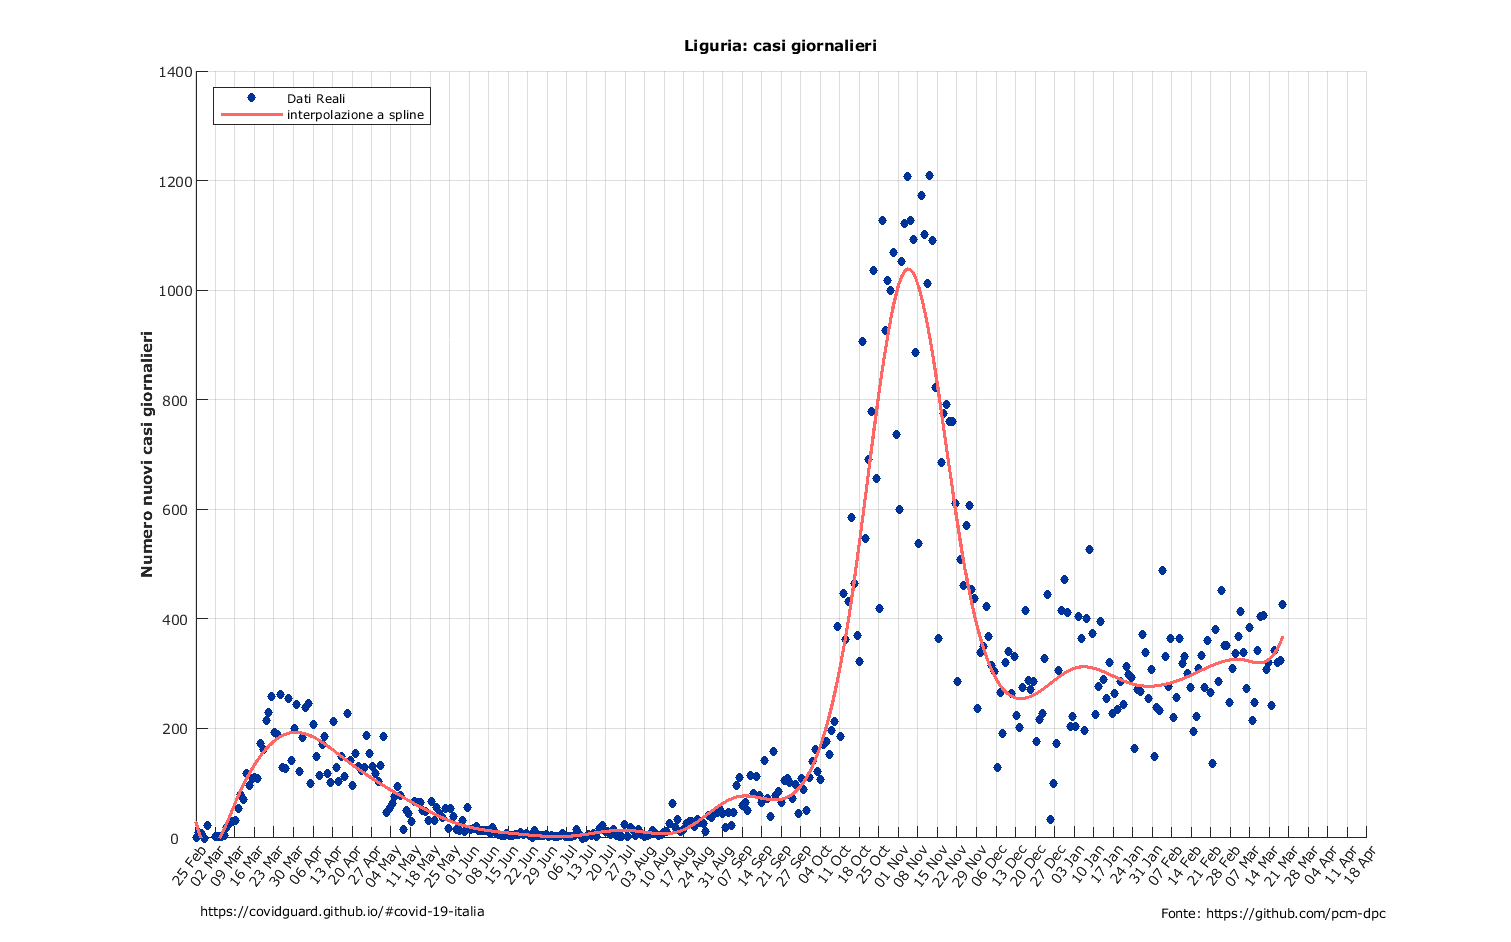 Liguria: casi giornalieri
Dati Reali
interpolazione a spline
Numero nuovi casi giornalieri
1400
1200
1000
800
600
400
200
0
25 Feb
02 Mar
09 Mar
16 Mar
23 Mar
30 Mar
06 Apr
13 Apr
20 Apr
27 Apr
04 May
11 May
18 May
25 May
01 Jun
08 Jun
15 Jun
22 Jun
29 Jun
06 Jul
13 Jul
20 Jul
27 Jul
03 Aug
10 Aug
17 Aug
24 Aug
31 Aug
07 Sep
14 Sep
21 Sep
27 Sep
04 Oct
11 Oct
18 Oct
25 Oct
01 Nov
08 Nov
15 Nov
22 Nov
29 Nov
06 Dec
13 Dec
20 Dec
27 Dec
03 Jan
10 Jan
17 Jan
24 Jan
31 Jan
07 Feb
14 Feb
21 Feb
28 Feb
07 Mar
14 Mar
21 Mar
28 Mar
04 Apr
11 Apr
18 Apr
https://covidguard.github.io/#covid-19-italia
Fonte: https://github.com/pcm-dpc